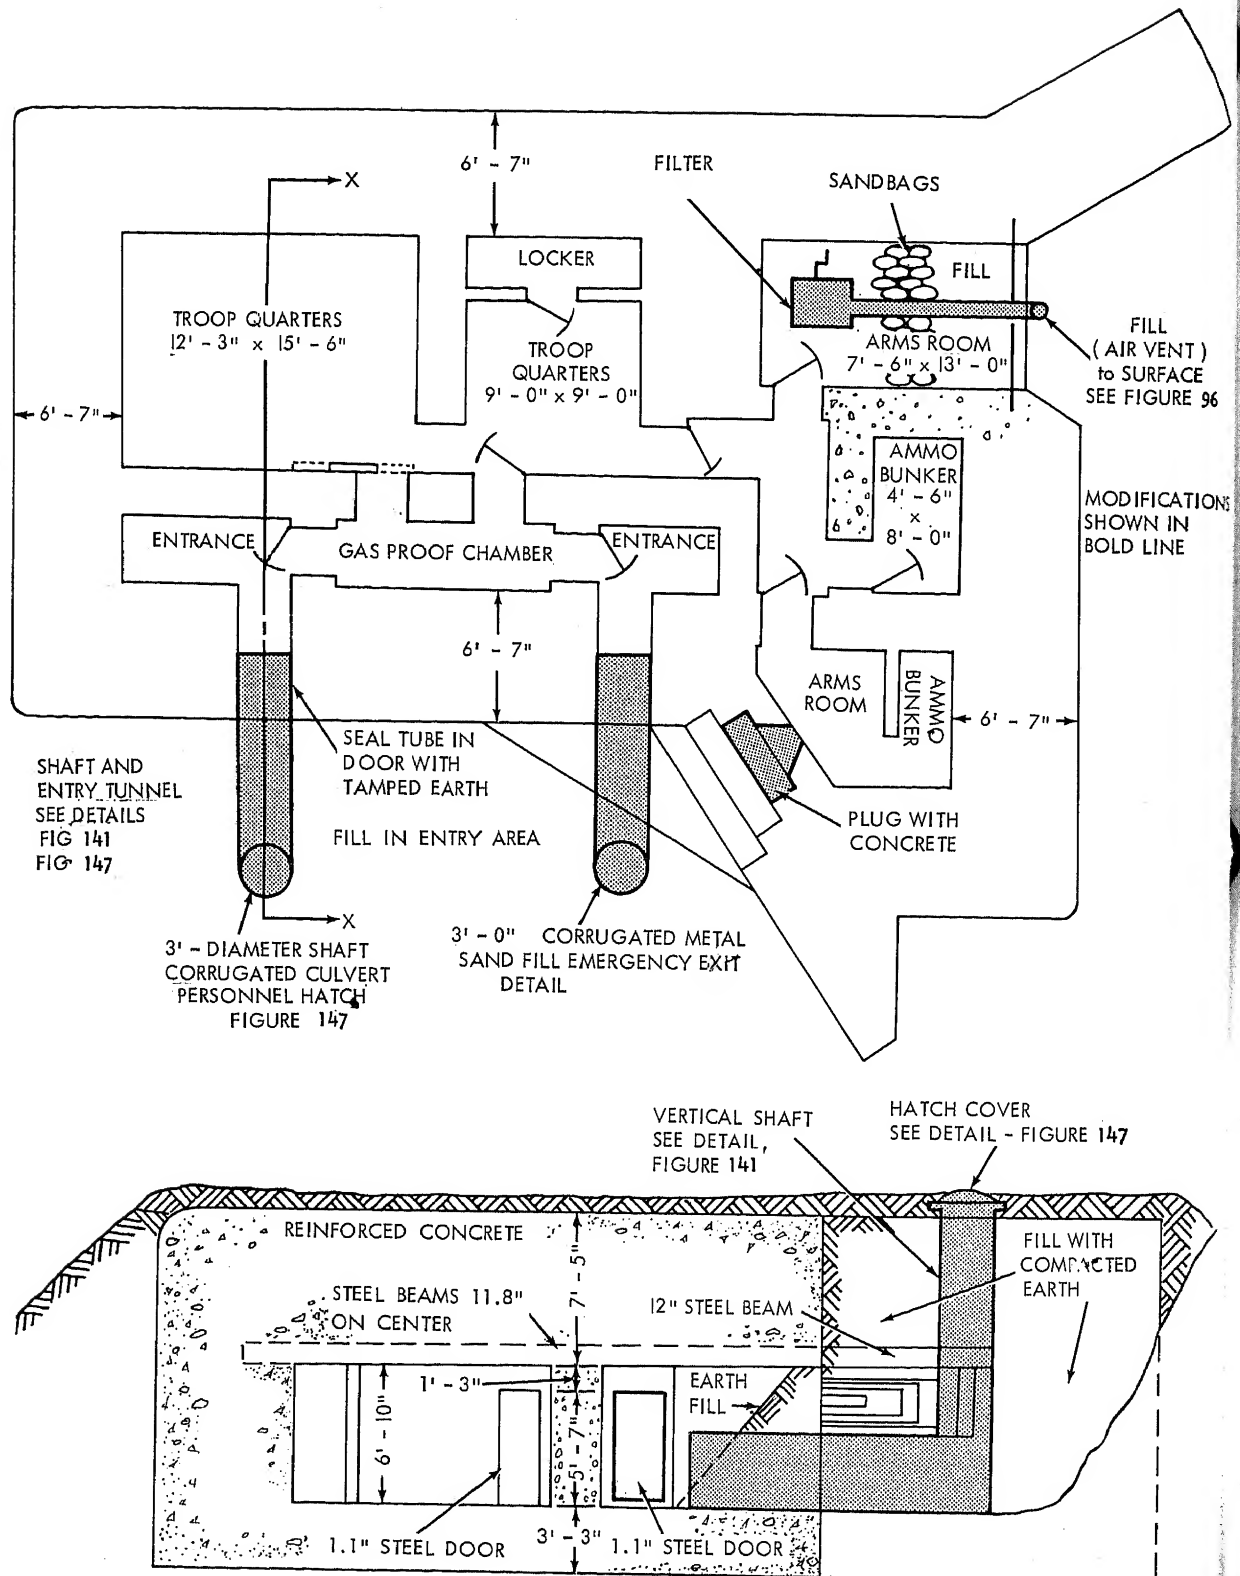 6' - 7"
FILTER
SANDBAGS
X
LOCKER
FILL
TROOP QUARTERS
12' - 3" x 15' - 6"
TROOP
QUARTERS
9' - 0" x 9' - 0"
ARMS ROOM
7' - 6" x 13' - 0"
FILL
( AIR VENT )
to SURFACE
SEE FIGURE 96
6' - 7"
AMMO
BUNKER
4' - 6"
x
8' - 0"
MODIFICATIONS
SHOWN IN
BOLD LINE
ENTRANCE
GAS PROOF CHAMBER
ENTRANCE
6' - 7"
ARMS
ROOM
AMMO
BUNKER
6' - 7"
SEAL TUBE IN
DOOR WITH
TAMPED EARTH
SHAFT AND
ENTRY TUNNEL
SEE DETAILS
FIG 141
FIG 147
FILL IN ENTRY AREA
PLUG WITH
CONCRETE
X
3' - DIAMETER SHAFT
CORRUGATED CULVERT
PERSONNEL HATCH
FIGURE 147
3' - 0" CORRUGATED METAL
SAND FILL EMERGENCY EXIT
DETAIL
VERTICAL SHAFT
SEE DETAIL,
FIGURE 141
HATCH COVER
SEE DETAIL - FIGURE 147
REINFORCED CONCRETE
7' - 5"
FILL WITH
COMPACTED
EARTH
STEEL BEAMS 11.8"
ON CENTER
12" STEEL BEAM
1' - 3"
EARTH
FILL
6' - 10"
5' - 7"
1.1" STEEL DOOR
3' - 3"
1.1" STEEL DOOR